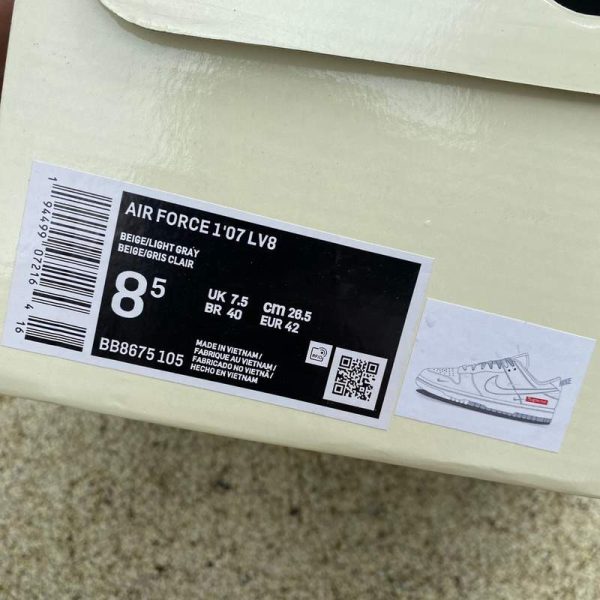 AIR FORCE 1'07 LV8
BEIGE/LIGHT GRAY
BEIGE/GRIS CLAIR
8⁵
UK 7.5 cm 26.5
BR 40 EUR 42
BB8675 105
MADE IN VIETNAM /
FABRIQUE AU VIETNAM /
FABRICADO NO VIETNÃ /
HECHO EN VIETNAM
1 94499 07216 4
16
Supreme